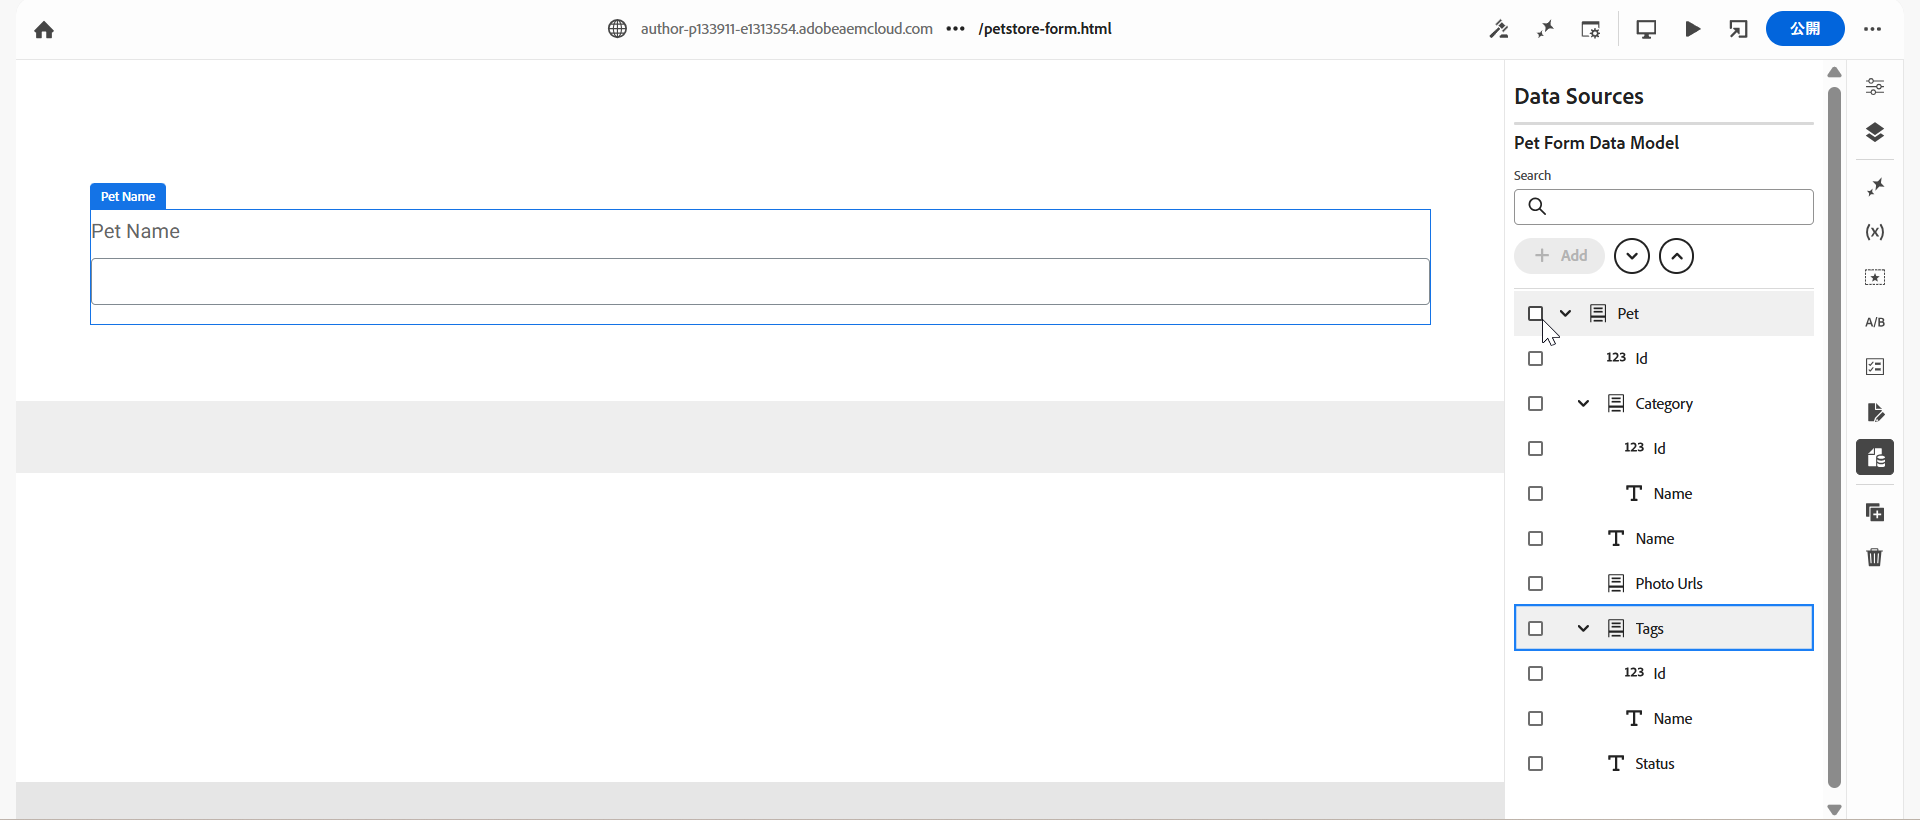 author-p133911-e1313554.adobeaemcloud.com ••• /petstore-form.html
公開
Data Sources
Pet Form Data Model
Search
+ Add
Pet Name
Pet Name
Pet
123 Id
Category
123 Id
T Name
T Name
Photo Urls
Tags
123 Id
T Name
T Status
(x)
A/B